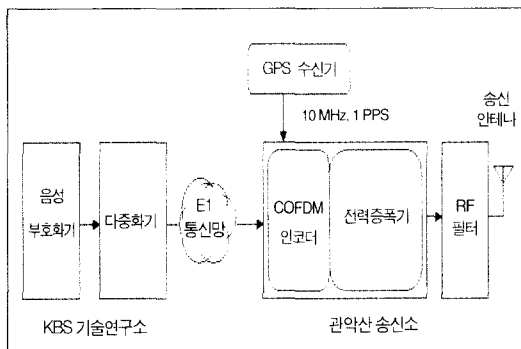 GPS 수신기
10 MHz, 1 PPS
송신
안테나
음성
부호화기
다중화기
E1
통신망
COFDM
인코더
전력증폭기
RF
필터
KBS 기술연구소
관악산 송신소